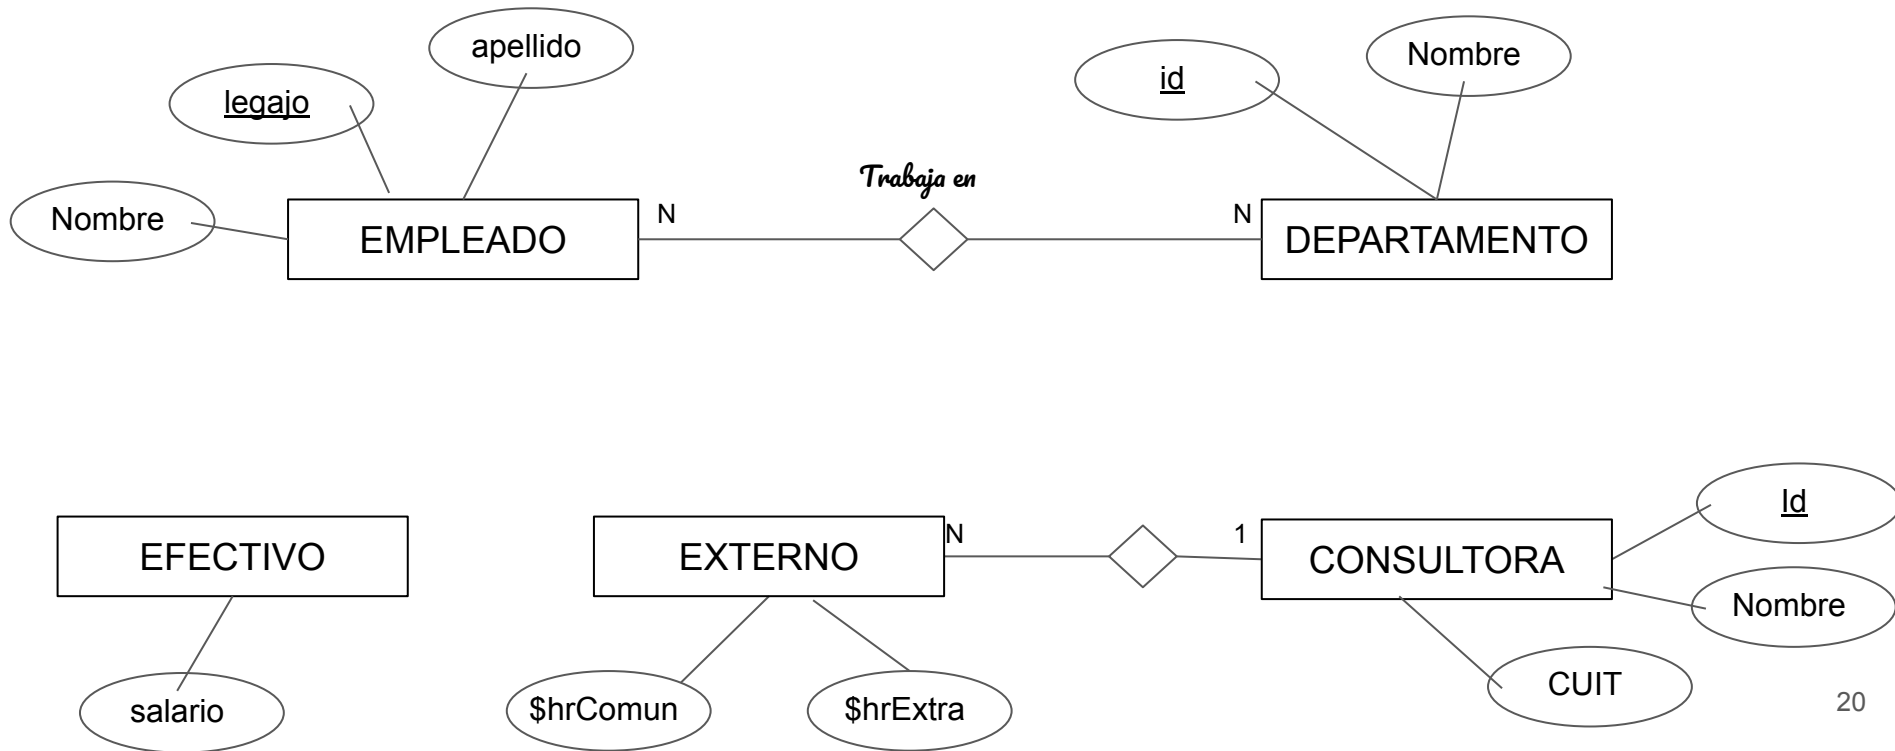 apellido
Nombre
id
legajo
Trabaja en
Nombre
N
N
EMPLEADO
DEPARTAMENTO
Id
N
1
EFECTIVO
EXTERNO
CONSULTORA
Nombre
CUIT
salario
$hrComun
$hrExtra
20